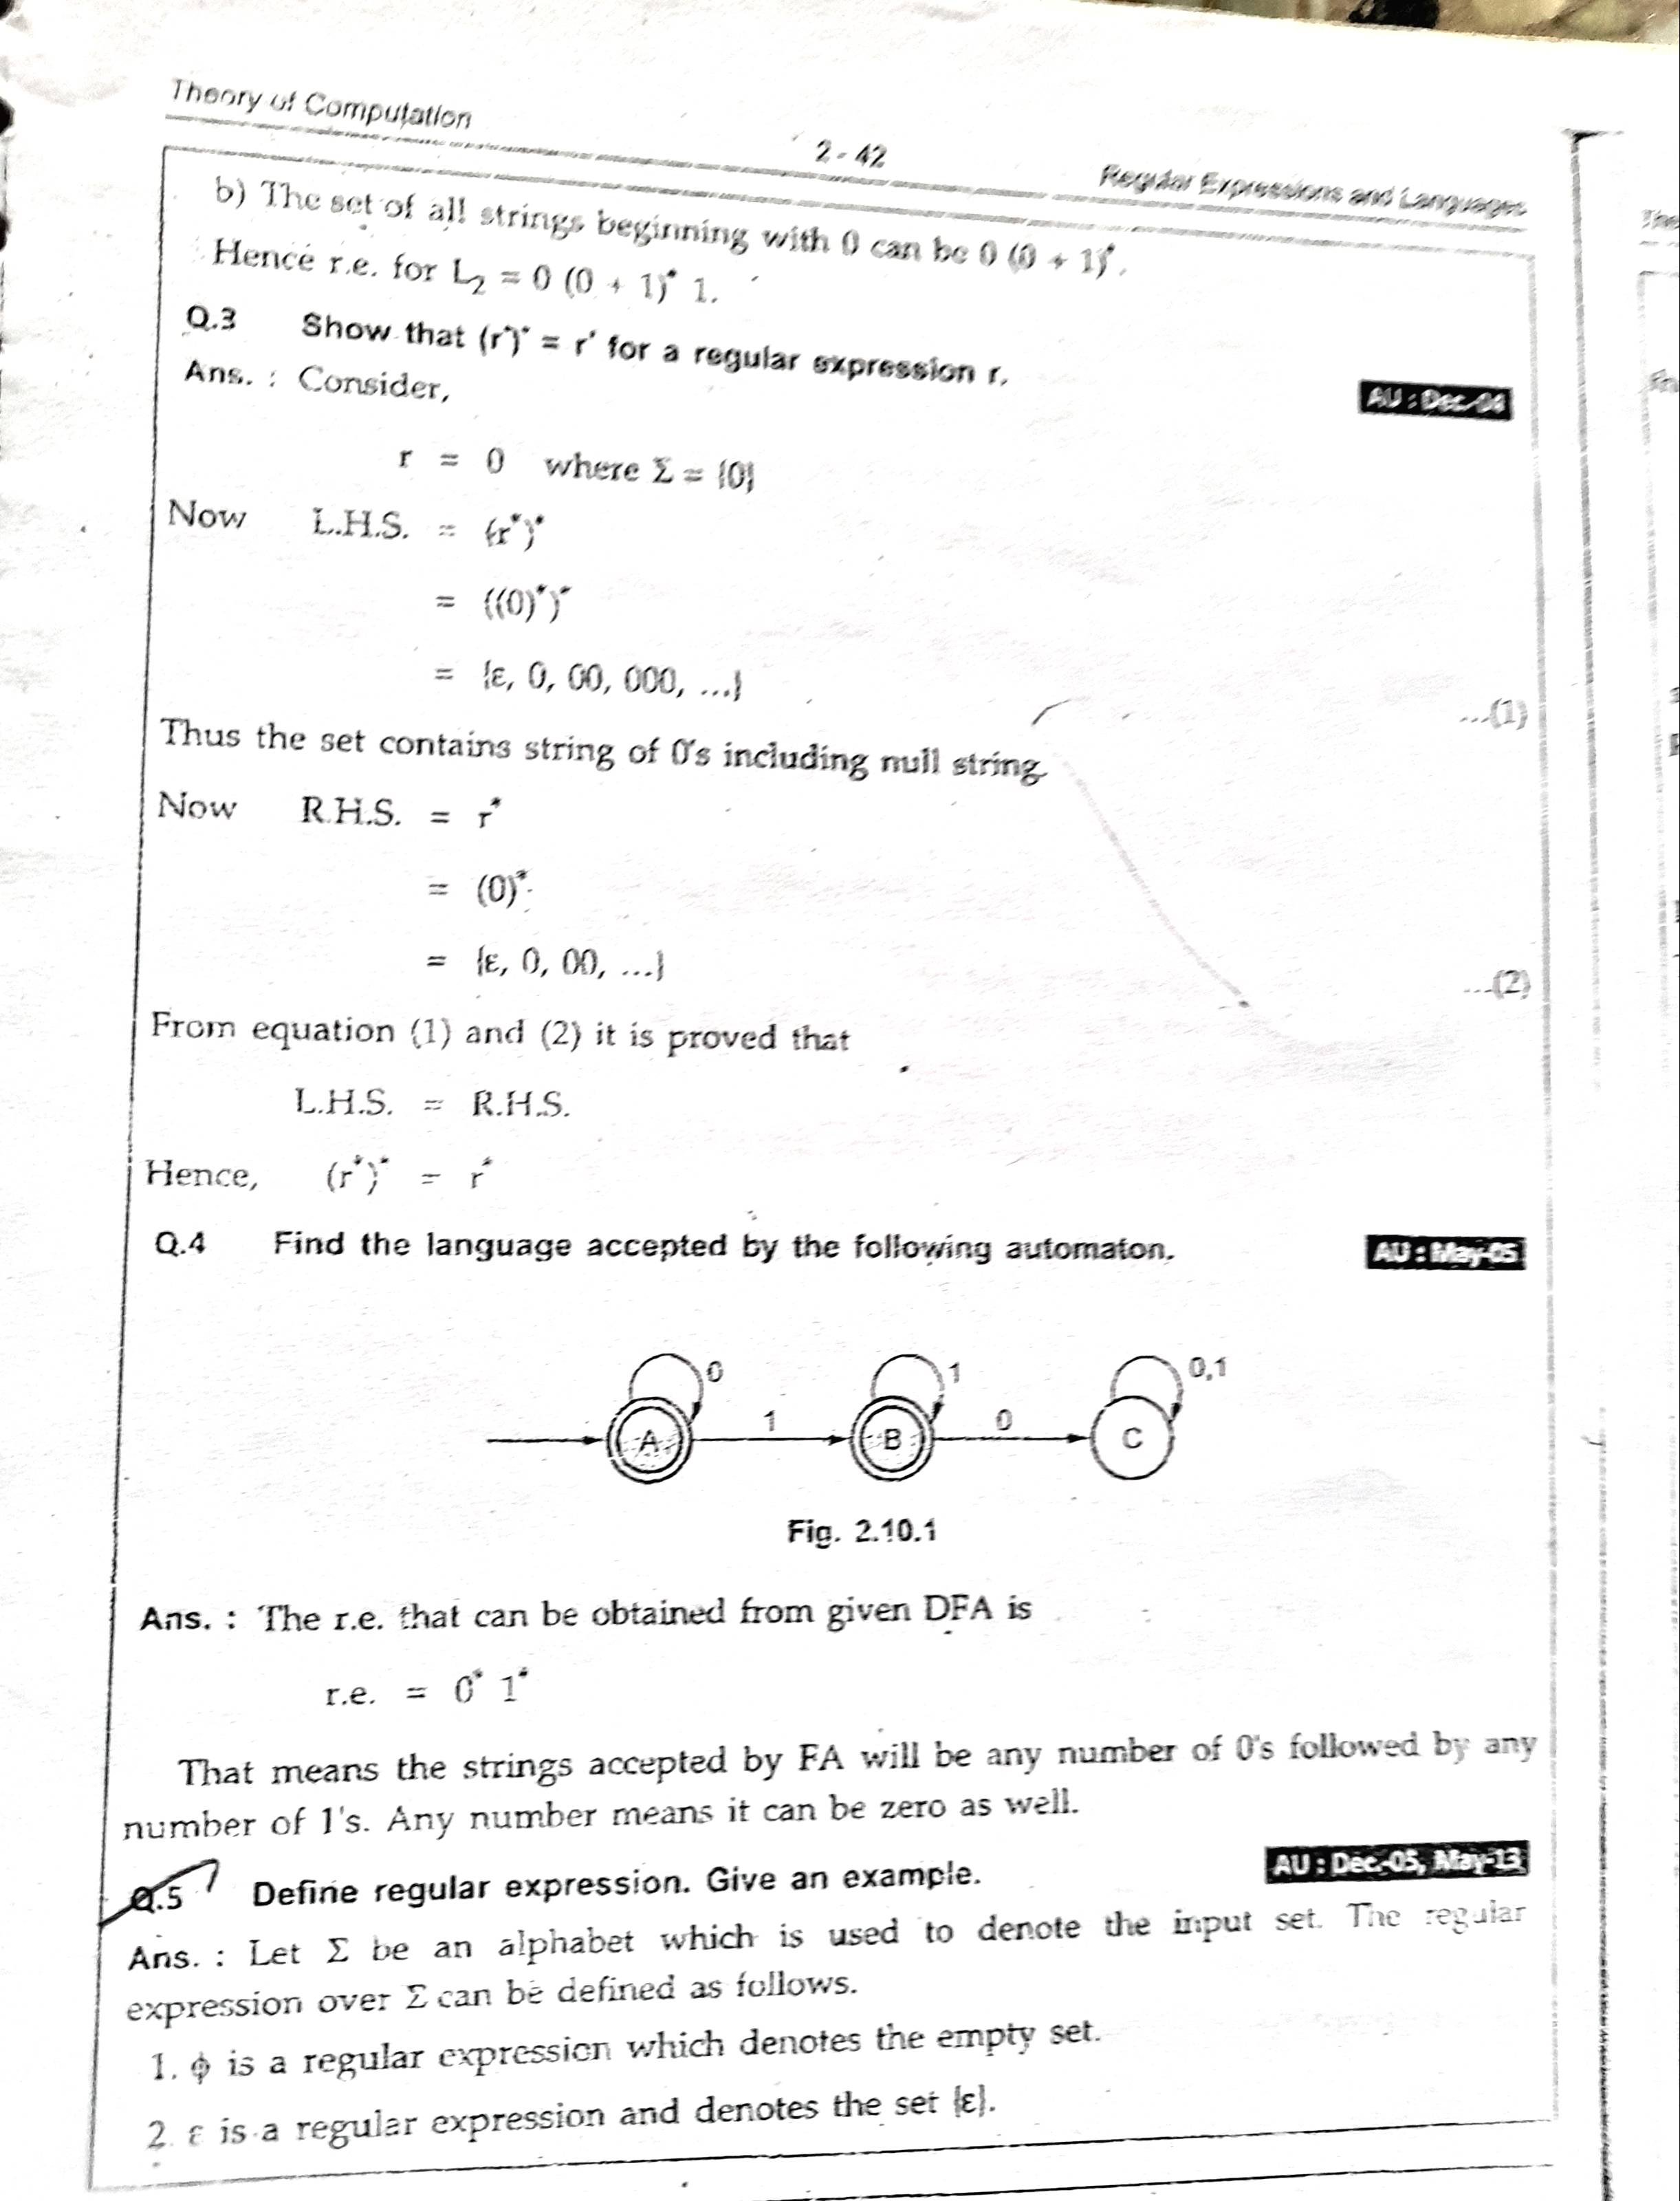 Theory of Computation
2 - 42
Regular Expressions and Languages
b) The set of all strings beginning with 0 can be 0 (0 + 1)*.
Hence r.e. for L₂ = 0 (0 + 1)* 1.
Q.3 Show that (r*)* = r* for a regular expression r.
AU : Dec.-04
Ans. : Consider,
r = 0 where Σ = {0}
Now L.H.S. = (r*)*
= ((0)*)*
= {ε, 0, 00, 000, ...} ...(1)
Thus the set contains string of 0's including null string.
Now R.H.S. = r*
= (0)*
= {ε, 0, 00, ...} ...(2)
From equation (1) and (2) it is proved that
L.H.S. = R.H.S.
Hence, (r*)* = r*
Q.4 Find the language accepted by the following automaton. AU : May-05
0 1 0,1
1 0
A B C
Fig. 2.10.1
Ans. : The r.e. that can be obtained from given DFA is
r.e. = 0* 1*
That means the strings accepted by FA will be any number of 0's followed by any
number of 1's. Any number means it can be zero as well.
Q.5 Define regular expression. Give an example. AU : Dec.-05, May-13
Ans. : Let Σ be an alphabet which is used to denote the input set. The regular
expression over Σ can be defined as follows.
1. ϕ is a regular expression which denotes the empty set.
2. ε is a regular expression and denotes the set {ε}.